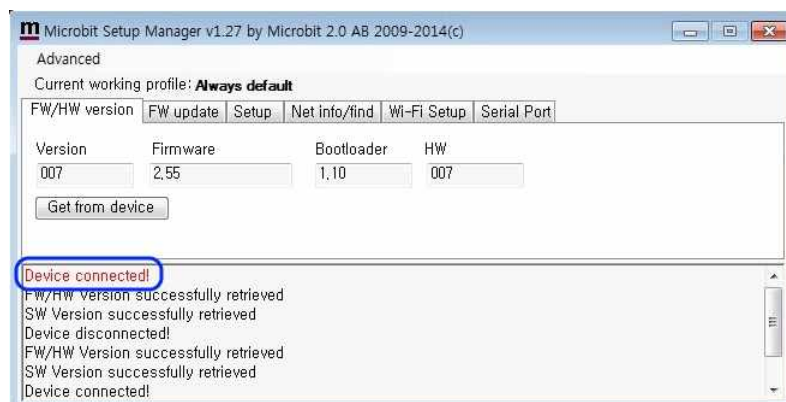 m Microbit Setup Manager v1.27 by Microbit 2.0 AB 2009-2014(c)
Advanced
Current working profile: Always default
FW/HW version FW update Setup Net info/find Wi-Fi Setup Serial Port
Version Firmware Bootloader HW
007 2,55 1,10 007
Get from device
Device connected!
FW/HW Version successfully retrieved
SW Version successfully retrieved
Device disconnected!
FW/HW Version successfully retrieved
SW Version successfully retrieved
Device connected!